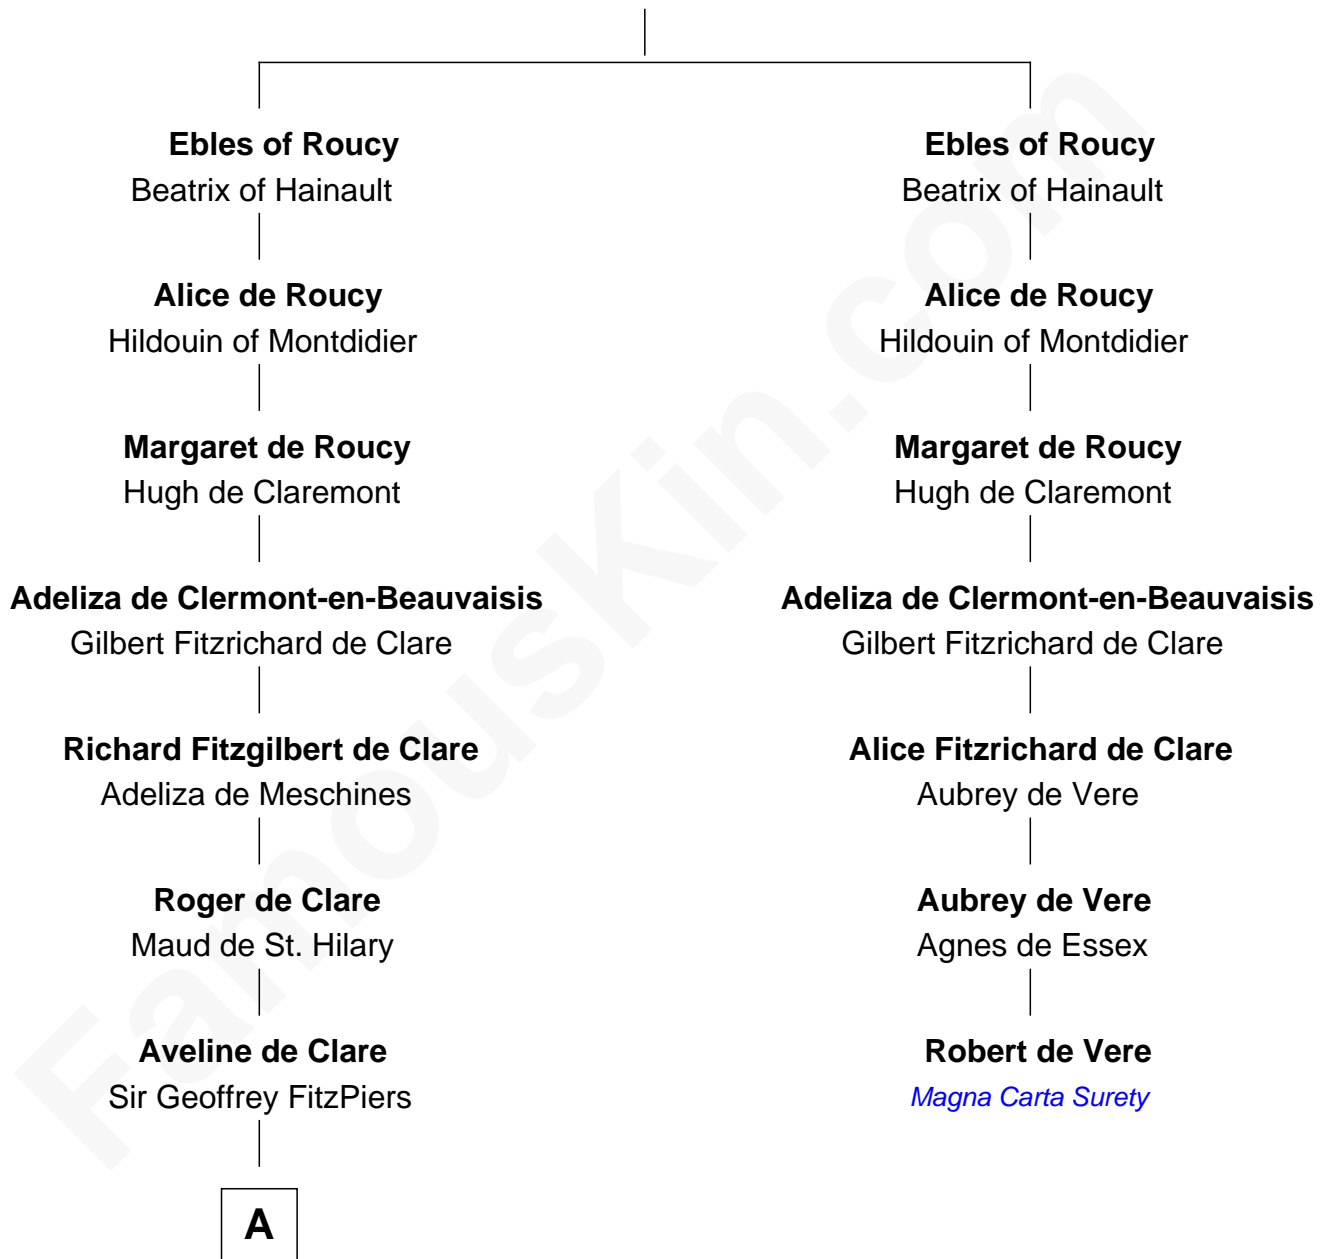 Ebles of Roucy
Beatrix of Hainault
Alice de Roucy
Hildouin of Montdidier
Margaret de Roucy
Hugh de Claremont
Adeliza de Clermont-en-Beauvaisis
Gilbert Fitzrichard de Clare
Richard Fitzgilbert de Clare
Adeliza de Meschines
Roger de Clare
Maud de St. Hilary
Aveline de Clare
Sir Geoffrey FitzPiers
A
Ebles of Roucy
Beatrix of Hainault
Alice de Roucy
Hildouin of Montdidier
Margaret de Roucy
Hugh de Claremont
Adeliza de Clermont-en-Beauvaisis
Gilbert Fitzrichard de Clare
Alice Fitzrichard de Clare
Aubrey de Vere
Aubrey de Vere
Agnes de Essex
Robert de Vere
Magna Carta Surety
FamousKin.com